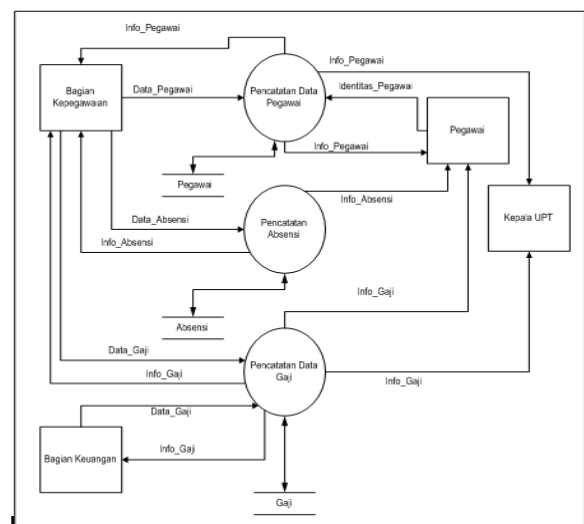 Info_Pegawai
Info_Pegawai
Bagian
Kepegawaian
Data_Pegawai
Pencatatan Data
Pegawai
Identitas_Pegawai
Pegawai
Info_Pegawai
Pegawai
Info_Absensi
Kepala UPT
Data_Absensi
Pencatatan
Absensi
Info_Absensi
Info_Gaji
Absensi
Data_Gaji
Pencatatan Data
Gaji
Info_Gaji
Info_Gaji
Data_Gaji
Info_Gaji
Bagian Keuangan
Gaji